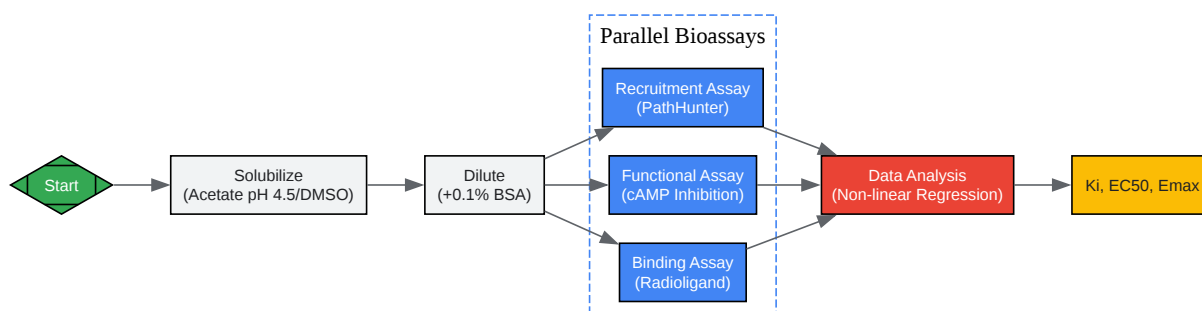 Start
Solubilize
(Acetate pH 4.5/DMSO)
Dilute
(+0.1% BSA)
Parallel Bioassays
Recruitment Assay
(PathHunter)
Functional Assay
(cAMP Inhibition)
Binding Assay
(Radioligand)
Data Analysis
(Non-linear Regression)
Ki, EC50, Emax